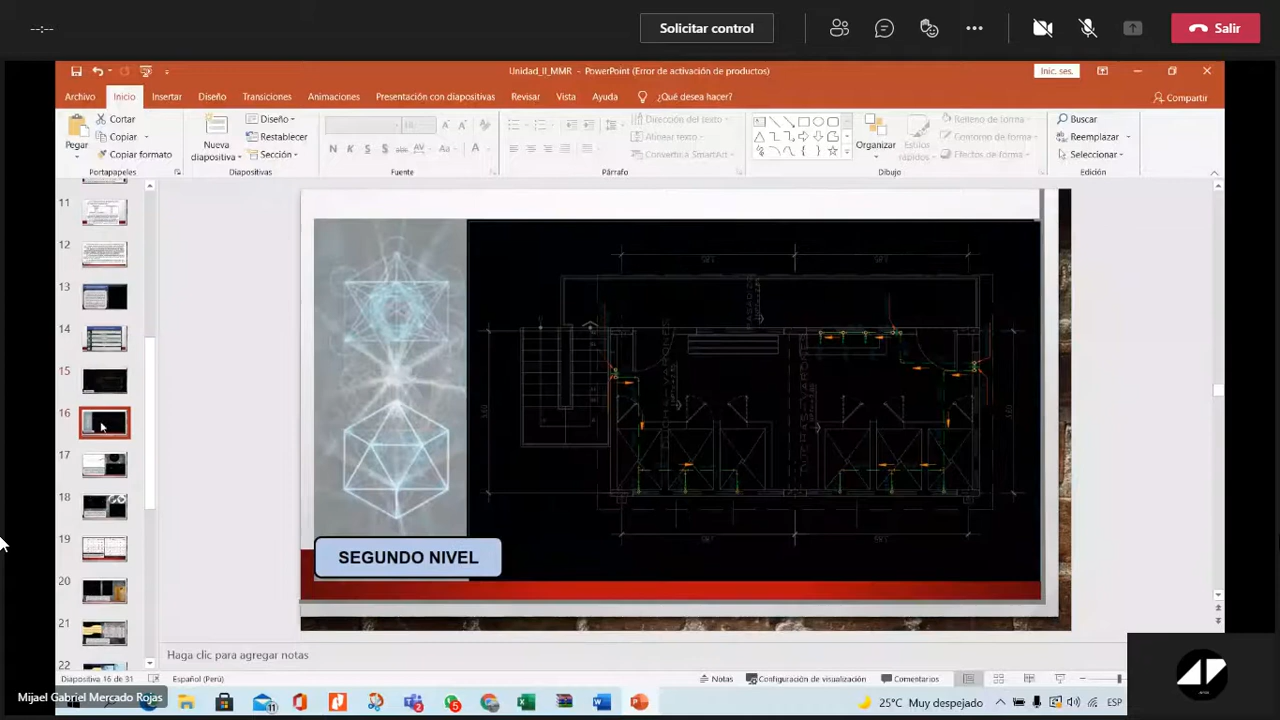 --:--
Solicitar control
Salir
Unidad_II_MMR - PowerPoint (Error de activación de productos)
Inic. ses.
Archivo
Inicio
Insertar
Diseño
Transiciones
Animaciones
Presentación con diapositivas
Revisar
Vista
Ayuda
¿Qué desea hacer?
Compartir
Pegar
Cortar
Copiar
Copiar formato
Portapapeles
Nueva diapositiva
Diseño
Restablecer
Sección
Diapositivas
Fuente
Dirección del texto
Alinear texto
Convertir a SmartArt
Párrafo
Organizar
Estilos rápidos
Relleno de forma
Contorno de forma
Efectos de forma
Dibujo
Buscar
Reemplazar
Seleccionar
Edición
11
12
13
14
15
16
17
18
19
20
21
22
SEGUNDO NIVEL
Haga clic para agregar notas
Diapositiva 16 de 31
Español (Perú)
Notas
Configuración de visualización
Comentarios
Mijael Gabriel Mercado Rojas
11
2
5
25°C Muy despejado
ESP